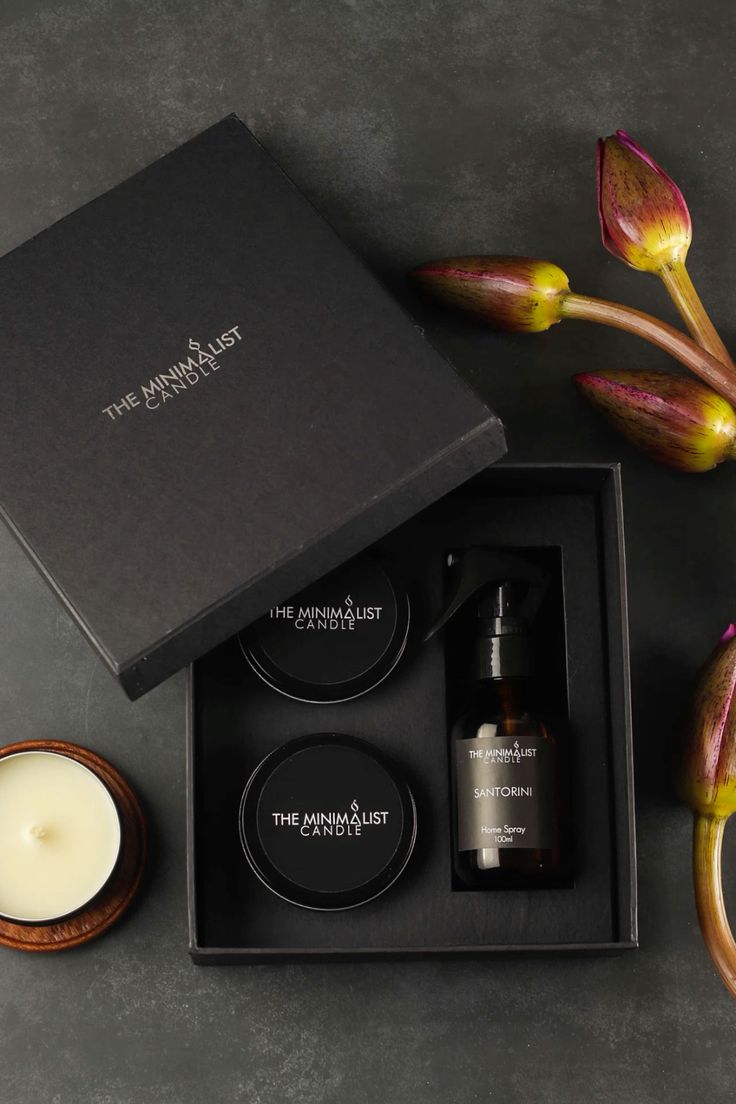 THE MINIMALIST
CANDLE
THE MINIMALIST
CANDLE
THE MINIMALIST
CANDLE
THE MINIMALIST
CANDLE
SANTORINI
Home Spray
100ml